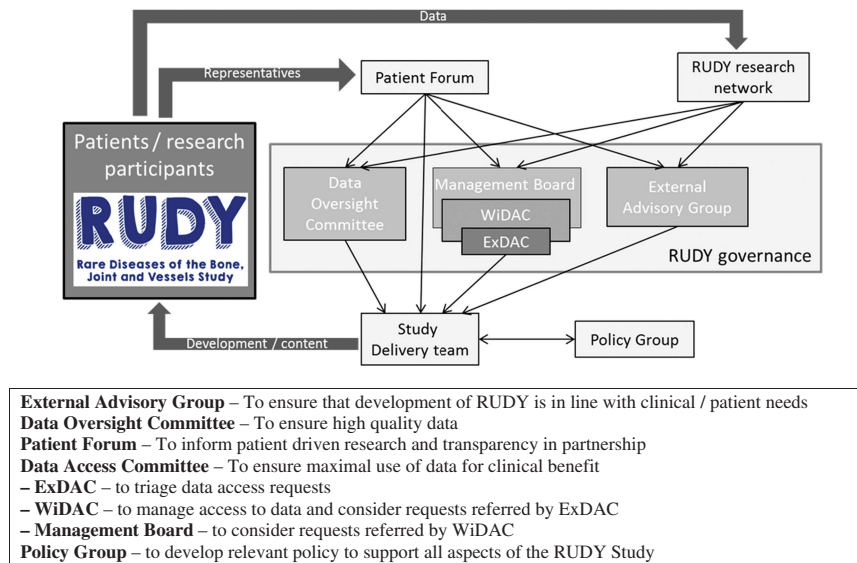 Data
Representatives
Patient Forum
RUDY research
network
Patients / research
participants
RUDY
Rare Diseases of the Bone,
Joint and Vessels Study
Data
Oversight
Committee
Management Board
WiDAC
ExDAC
External
Advisory Group
RUDY governance
Study
Delivery team
Policy Group
Development / content
External Advisory Group – To ensure that development of RUDY is in line with clinical / patient needs
Data Oversight Committee – To ensure high quality data
Patient Forum – To inform patient driven research and transparency in partnership
Data Access Committee – To ensure maximal use of data for clinical benefit
– ExDAC – to triage data access requests
– WiDAC – to manage access to data and consider requests referred by ExDAC
– Management Board – to consider requests referred by WiDAC
Policy Group – to develop relevant policy to support all aspects of the RUDY Study